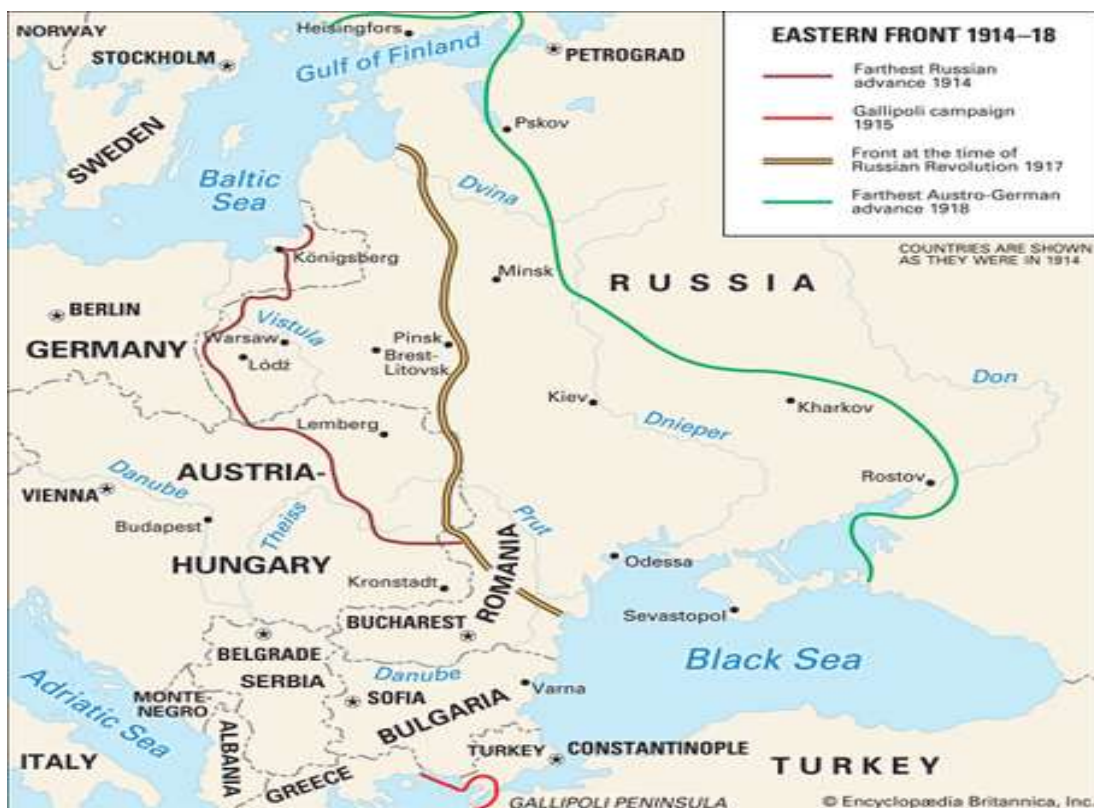 NORWAY
Helsingfors
STOCKHOLM
Gulf of Finland
PETROGRAD
SWEDEN
Pskov
Baltic
Sea
Dvina
Königsberg
Minsk
RUSSIA
BERLIN
Vistula
Warsaw
Pinsk
GERMANY
Lódź
Brest-
Litovsk
Don
Kiev
Kharkov
Lemberg
Dnieper
AUSTRIA-
Danube
VIENNA
Rostov
Budapest
Theiss
Prut
HUNGARY
Odessa
Kronstadt
ROMANIA
Sevastopol
BUCHAREST
BELGRADE
Black Sea
Danube
SERBIA
Adriatic Sea
MONTE-
NEGRO
SOFIA
Varna
BULGARIA
ALBANIA
TURKEY
CONSTANTINOPLE
ITALY
GREECE
TURKEY
GALLIPOLI PENINSULA
EASTERN FRONT 1914–18
Farthest Russian
advance 1914
Gallipoli campaign
1915
Front at the time of
Russian Revolution 1917
Farthest Austro-German
advance 1918
COUNTRIES ARE SHOWN
AS THEY WERE IN 1914
© Encyclopædia Britannica, Inc.